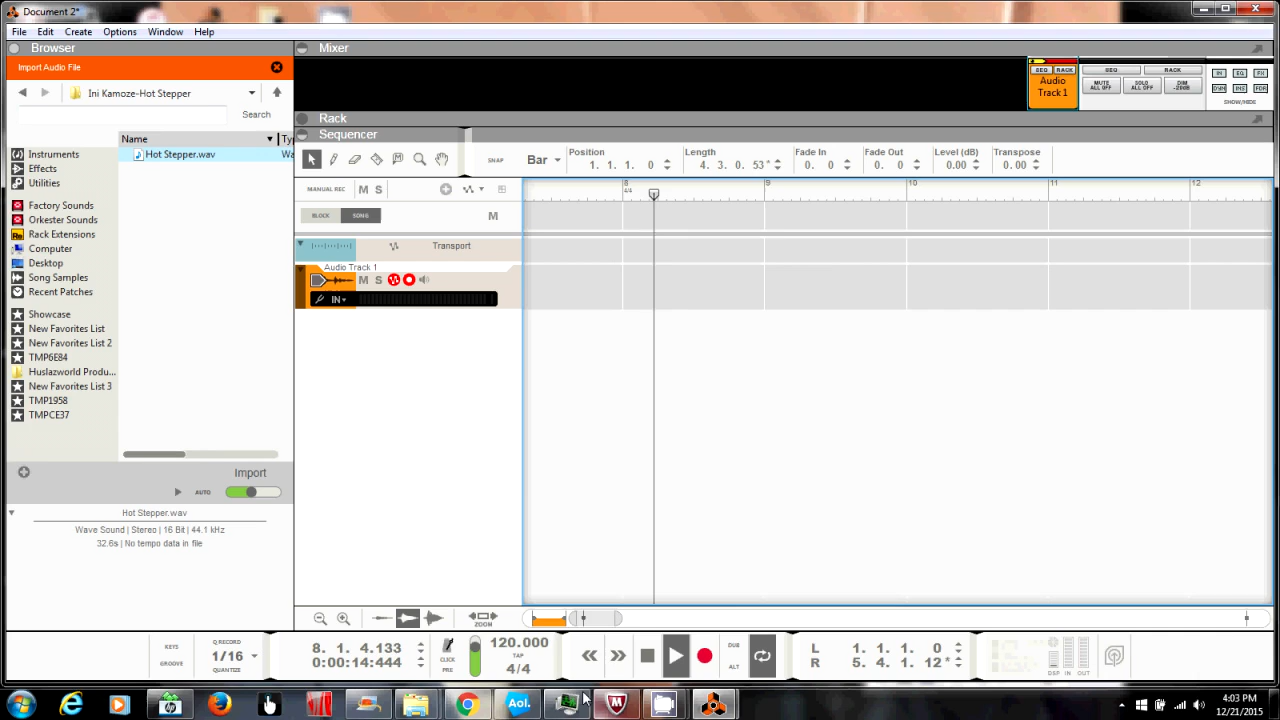 Document 2*
File Edit Create Options Window Help
Browser
Mixer
Import Audio File
Ini Kamoze-Hot Stepper
Search
Name
Hot Stepper.wav
Instruments
Effects
Utilities
Factory Sounds
Orkester Sounds
Rack Extensions
Computer
Desktop
Song Samples
Recent Patches
Showcase
New Favorites List
New Favorites List 2
TMP6E84
Huslazworld Produ...
New Favorites List 3
TMP1958
TMPCE37
Import
AUTO
Hot Stepper.wav
Wave Sound | Stereo | 16 Bit | 44.1 kHz
32.6s | No tempo data in file
SEQ RACK
Audio
Track 1
SEQ RACK
MUTE ALL OFF SOLO ALL OFF DIM -20DB
IN EQ FX
DYN INS FDR
SHOW/HIDE
Rack
Sequencer
SNAP Bar
Position Length Fade In Fade Out Level (dB) Transpose
1. 1. 1. 0 4. 3. 0. 53* 0. 0 0. 0 0.00 0. 00
MANUAL REC M S
8 9 10 11 12
4/4
BLOCK SONG M
Transport
Audio Track 1
M S
IN
ZOOM
KEYS
GROOVE
Q RECORD
1/16
QUANTIZE
8. 1. 4.133
0:00:14:444
CLICK
PRE
120.000
TAP
4/4
DUB
ALT
L 1. 1. 1. 0
R 5. 4. 1. 12*
DSP IN OUT
hp
Aol.
4:03 PM
12/21/2015